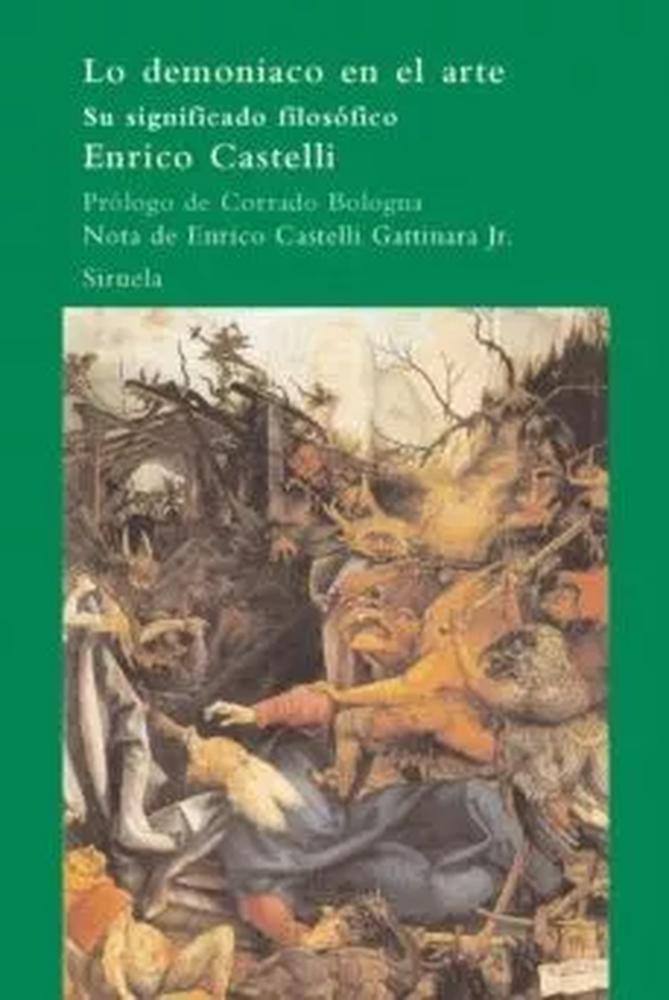 Lo demoniaco en el arte
Su significado filosófico
Enrico Castelli
Prólogo de Corrado Bologna
Nota de Enrico Castelli Gattinara Jr.
Siruela